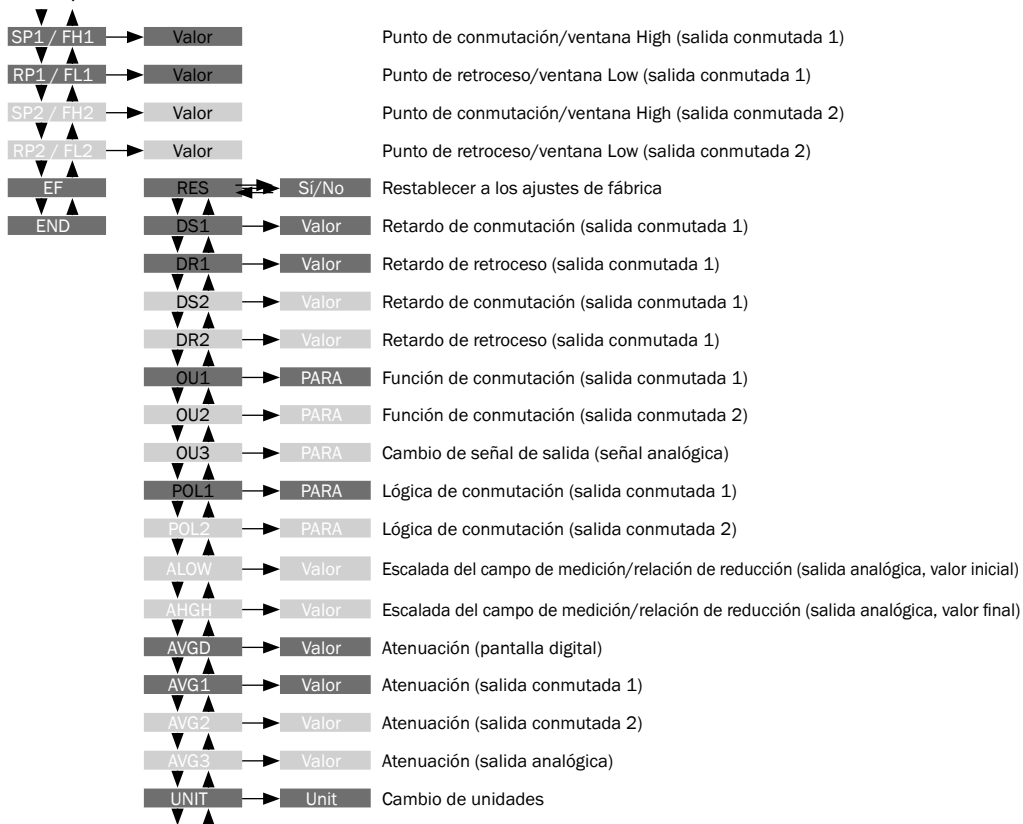 SP1 / FH1 Valor Punto de conmutación/ventana High (salida conmutada 1)
RP1 / FL1 Valor Punto de retroceso/ventana Low (salida conmutada 1)
SP2 / FH2 Valor Punto de conmutación/ventana High (salida conmutada 2)
RP2 / FL2 Valor Punto de retroceso/ventana Low (salida conmutada 2)
EF RES Sí/No Restablecer a los ajustes de fábrica
END DS1 Valor Retardo de conmutación (salida conmutada 1)
DR1 Valor Retardo de retroceso (salida conmutada 1)
DS2 Valor Retardo de conmutación (salida conmutada 1)
DR2 Valor Retardo de retroceso (salida conmutada 1)
OU1 PARA Función de conmutación (salida conmutada 1)
OU2 PARA Función de conmutación (salida conmutada 2)
OU3 PARA Cambio de señal de salida (señal analógica)
POL1 PARA Lógica de conmutación (salida conmutada 1)
POL2 PARA Lógica de conmutación (salida conmutada 2)
ALOW Valor Escalada del campo de medición/relación de reducción (salida analógica, valor inicial)
AHGH Valor Escalada del campo de medición/relación de reducción (salida analógica, valor final)
AVGD Valor Atenuación (pantalla digital)
AVG1 Valor Atenuación (salida conmutada 1)
AVG2 Valor Atenuación (salida conmutada 2)
AVG3 Valor Atenuación (salida analógica)
UNIT Unit Cambio de unidades